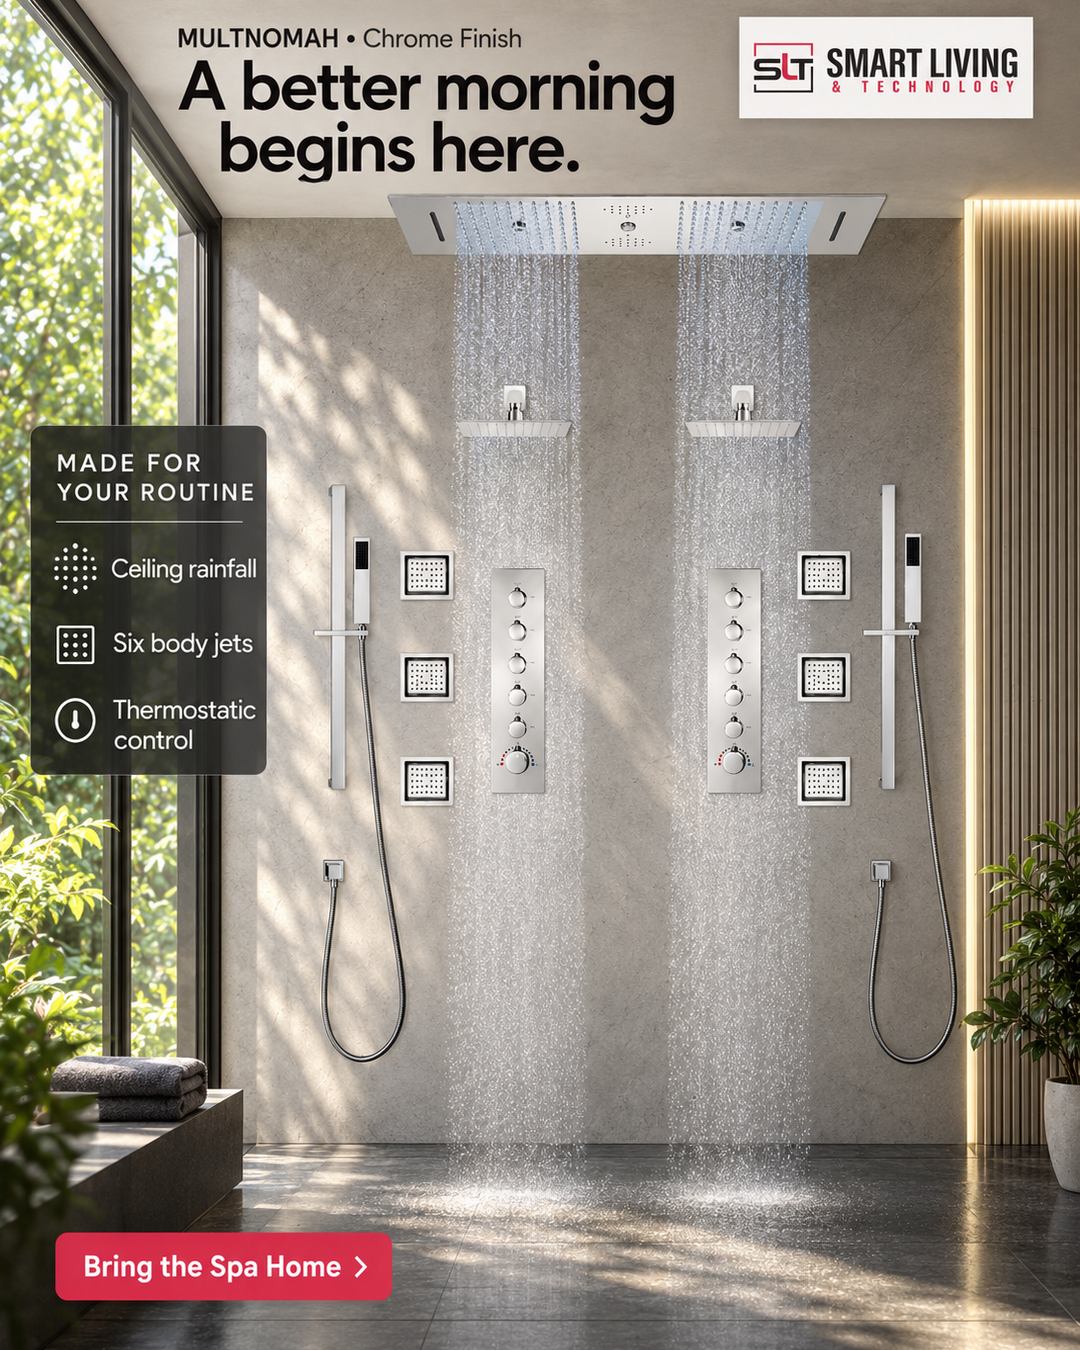 MULTNOMAH • Chrome Finish
A better morning
begins here.
SLT SMART LIVING
& TECHNOLOGY
MADE FOR
YOUR ROUTINE
Ceiling rainfall
Six body jets
Thermostatic
control
Bring the Spa Home